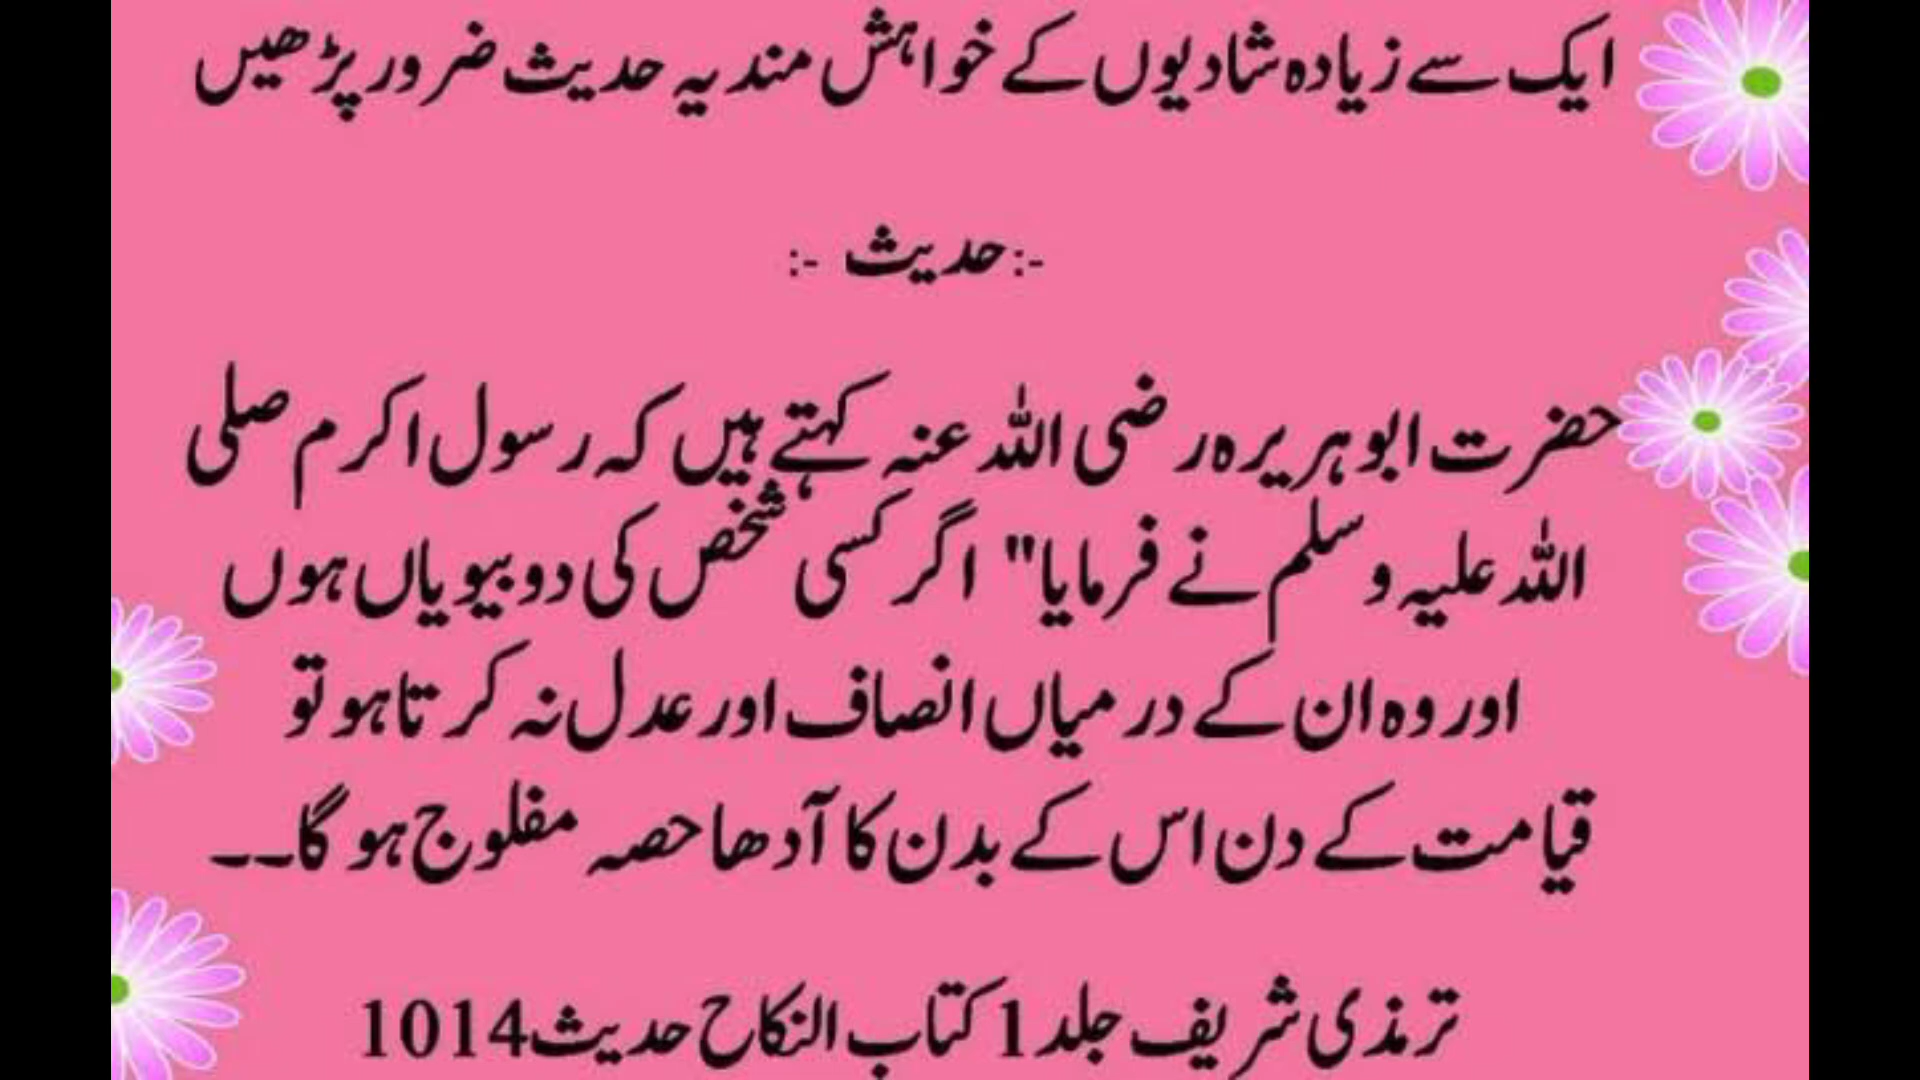 ایک سے زیادہ شادیوں کے خواہش مند یہ حدیث ضرور پڑھیں
:- حدیث -:
حضرت ابو ہریرہ رضی اللہ عنہ کہتے ہیں کہ رسول اکرم صلی
اللہ علیہ و سلم نے فرمایا" اگر کسی شخص کی دو بیویاں ہوں
اور وہ ان کے درمیاں انصاف اور عدل نہ کرتا ہو تو
قیامت کے دن اس کے بدن کا آدھا حصہ مفلوج ہو گا۔۔۔
ترمذی شریف جلد 1 کتاب النکاح حدیث 1014